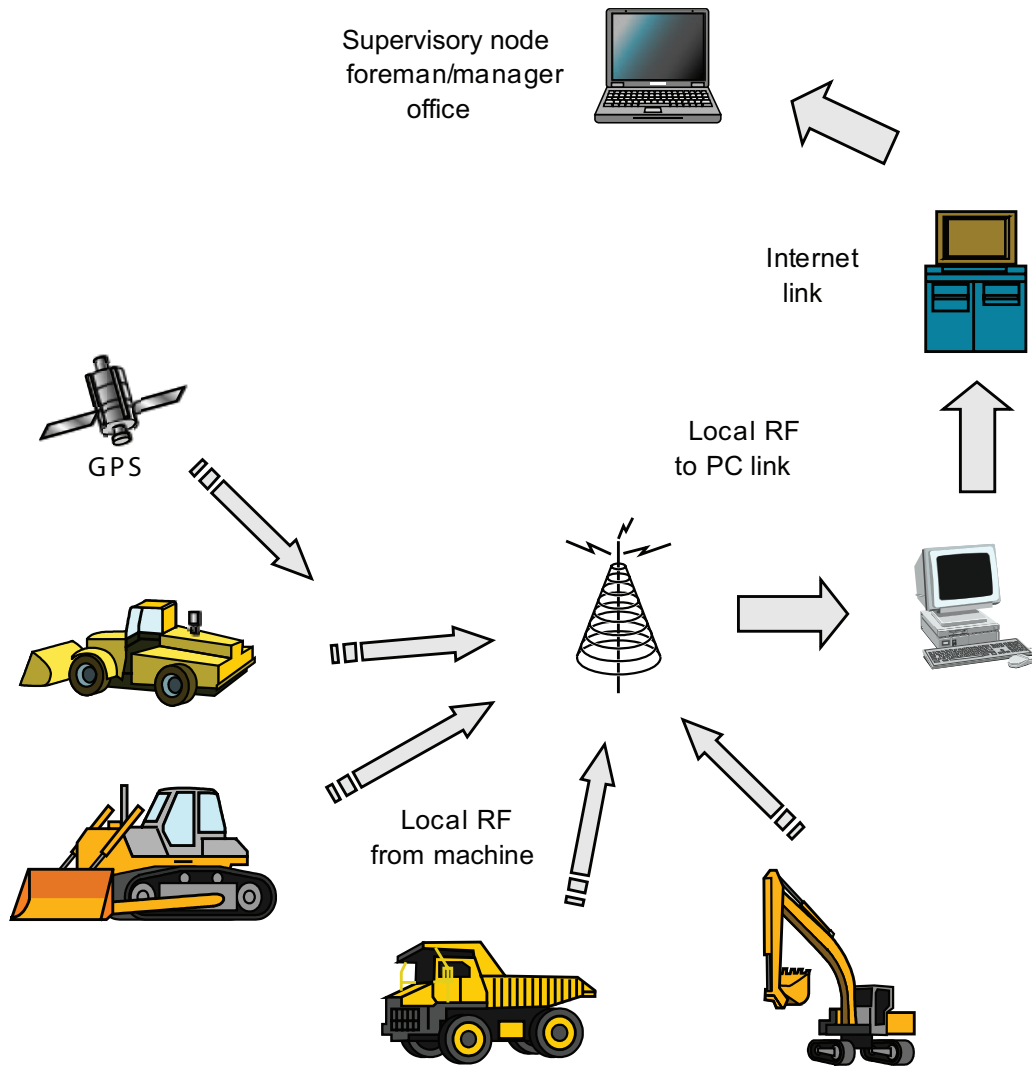 Supervisory node
foreman/manager
office
Internet
link
GPS
Local RF
to PC link
Local RF
from machine